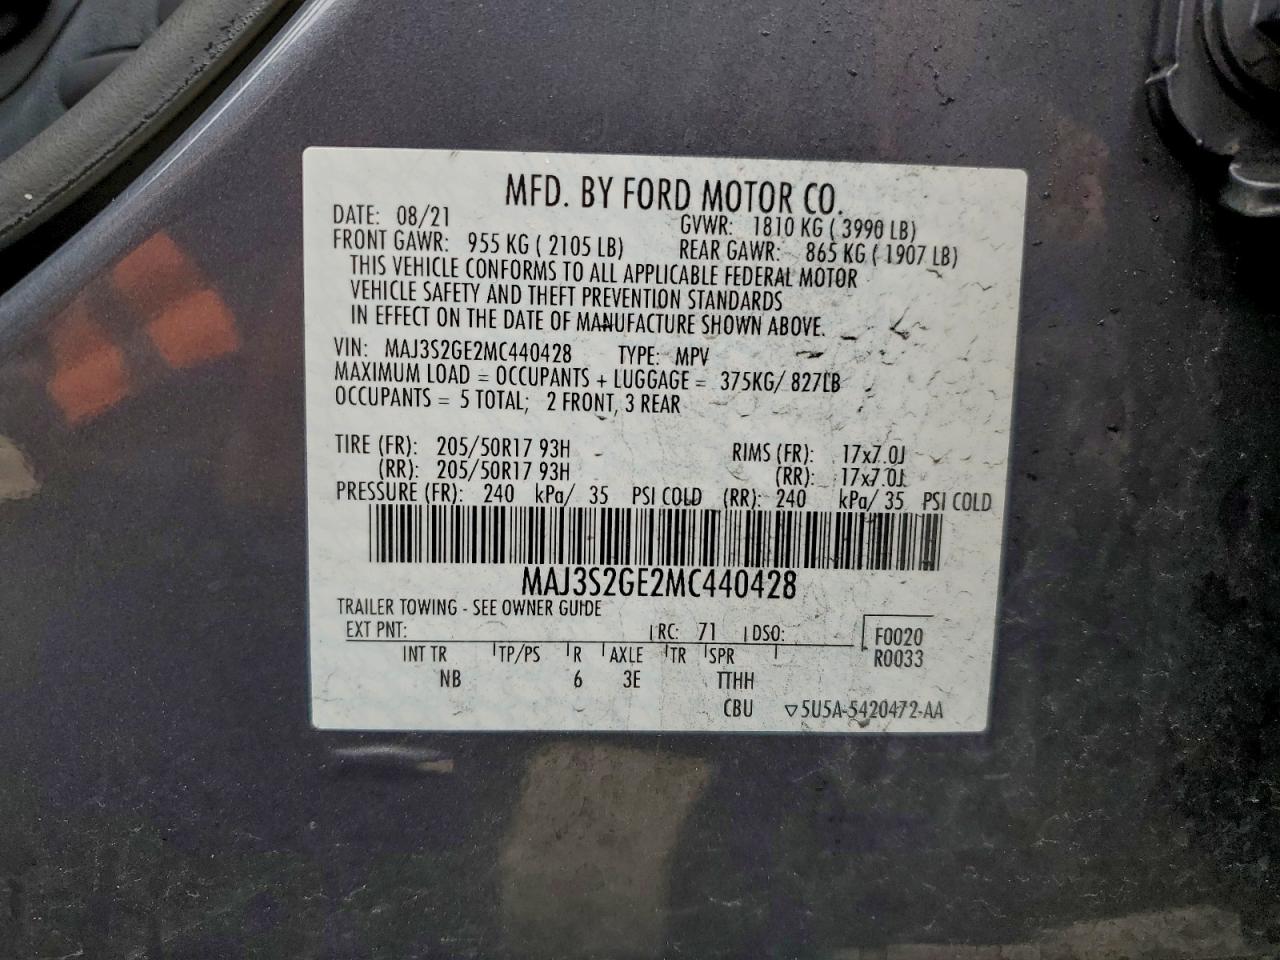 MFD. BY FORD MOTOR CO.
DATE: 08/21 GVWR: 1810 KG ( 3990 LB)
FRONT GAWR: 955 KG ( 2105 LB) REAR GAWR: 865 KG ( 1907 LB)
THIS VEHICLE CONFORMS TO ALL APPLICABLE FEDERAL MOTOR
VEHICLE SAFETY AND THEFT PREVENTION STANDARDS
IN EFFECT ON THE DATE OF MANUFACTURE SHOWN ABOVE.
VIN: MAJ3S2GE2MC440428 TYPE: MPV
MAXIMUM LOAD = OCCUPANTS + LUGGAGE = 375KG/ 827LB
OCCUPANTS = 5 TOTAL; 2 FRONT, 3 REAR
TIRE (FR): 205/50R17 93H RIMS (FR): 17x7.0J
(RR): 205/50R17 93H (RR): 17x7.0J
PRESSURE (FR): 240 kPa/ 35 PSI COLD (RR): 240 kPa/ 35 PSI COLD
MAJ3S2GE2MC440428
TRAILER TOWING - SEE OWNER GUIDE
EXT PNT: RC: 71 DSO: F0020
R0033
INT TR TP/PS R AXLE TR SPR
NB 6 3E TTHH
CBU ▽5U5A-5420472-AA